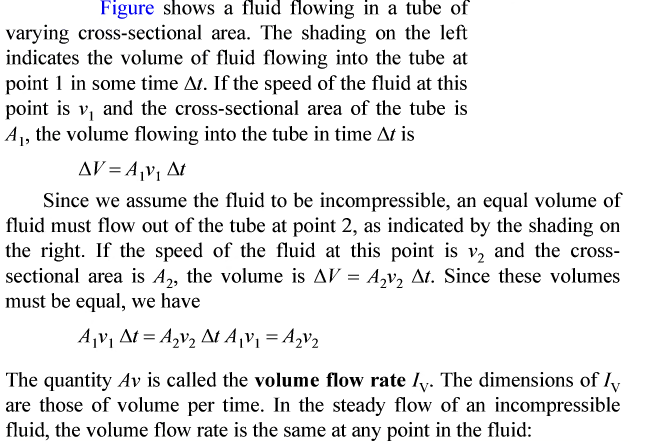 Figure shows a fluid flowing in a tube of
varying cross-sectional area. The shading on the left
indicates the volume of fluid flowing into the tube at
point 1 in some time Δt. If the speed of the fluid at this
point is v₁ and the cross-sectional area of the tube is
A₁, the volume flowing into the tube in time Δt is
ΔV = A₁v₁ Δt
Since we assume the fluid to be incompressible, an equal volume of
fluid must flow out of the tube at point 2, as indicated by the shading on
the right. If the speed of the fluid at this point is v₂ and the cross-
sectional area is A₂, the volume is ΔV = A₂v₂ Δt. Since these volumes
must be equal, we have
A₁v₁ Δt = A₂v₂ Δt A₁v₁ = A₂v₂
The quantity Av is called the volume flow rate Iᵥ. The dimensions of Iᵥ
are those of volume per time. In the steady flow of an incompressible
fluid, the volume flow rate is the same at any point in the fluid: